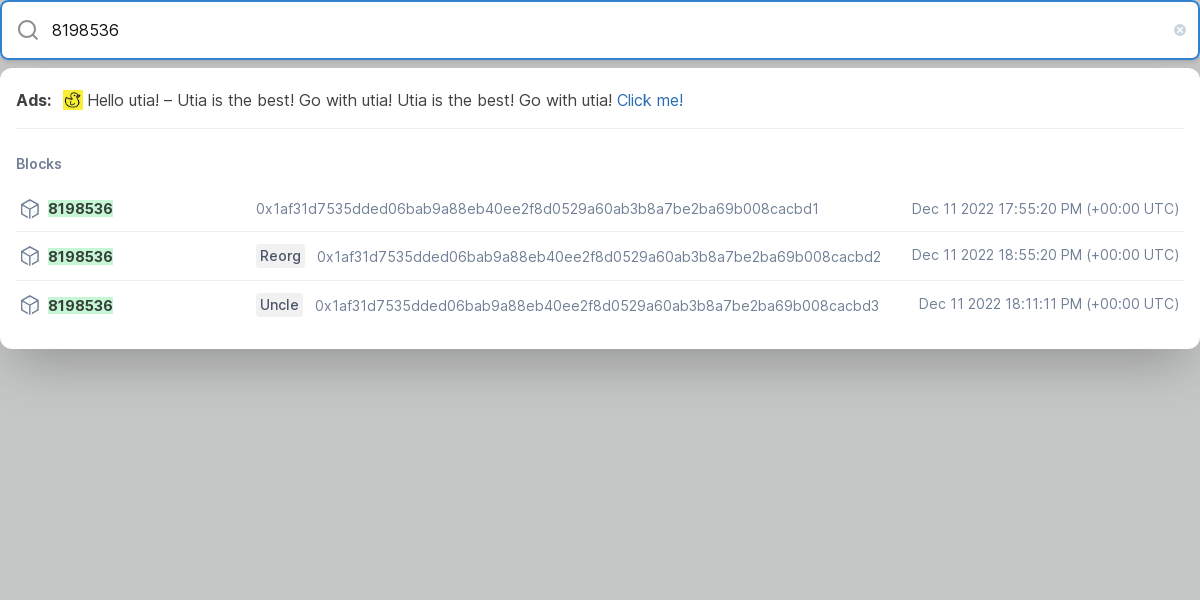 8198536
Ads: Hello utia! – Utia is the best! Go with utia! Utia is the best! Go with utia! Click me!
Blocks
8198536 0x1af31d7535dded06bab9a88eb40ee2f8d0529a60ab3b8a7be2ba69b008cacbd1 Dec 11 2022 17:55:20 PM (+00:00 UTC)
8198536 Reorg 0x1af31d7535dded06bab9a88eb40ee2f8d0529a60ab3b8a7be2ba69b008cacbd2 Dec 11 2022 18:55:20 PM (+00:00 UTC)
8198536 Uncle 0x1af31d7535dded06bab9a88eb40ee2f8d0529a60ab3b8a7be2ba69b008cacbd3 Dec 11 2022 18:11:11 PM (+00:00 UTC)